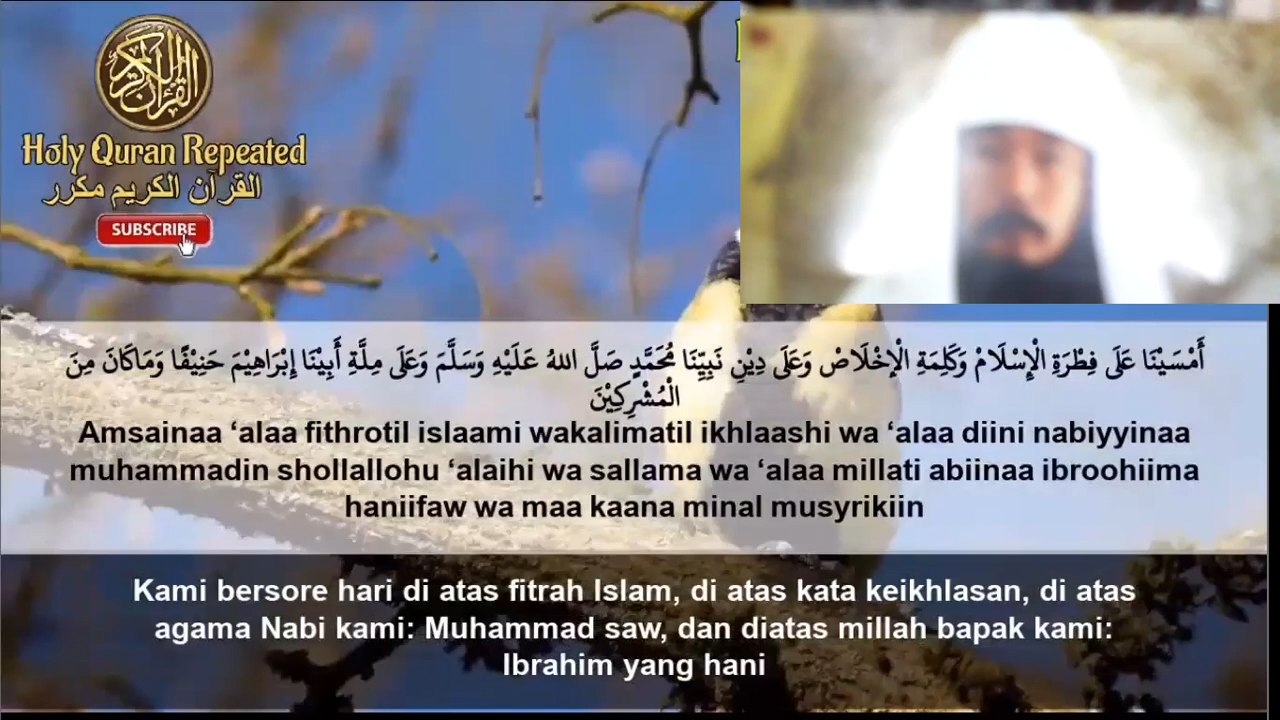 Holy Quran Repeated
القرآن الكريم مكرر
SUBSCRIBE
أَمْسَيْنَا عَلَى فِطْرَةِ الْإِسْلَامْ وَكَلِمَةِ الْإِخْلَاصْ وَعَلَى دِيْنِ نَبِيِّنَا مُحَمَّدٍ صَلَّ اللهُ عَلَيْهِ وَسَلَّمَ وَعَلَى مِلَّةِ أَبِيْنَا إِبْرَاهِيْمَ حَنِيْفًا وَمَاكَانَ مِنَ
الْمُشْرِكِيْنَ
Amsainaa ‘alaa fithrotil islaami wakalimatil ikhlaashi wa ‘alaa diini nabiyyinaa
muhammadin shollallohu ‘alaihi wa sallama wa ‘alaa millati abiinaa ibroohiima
haniifaw wa maa kaana minal musyrikiin
Kami bersore hari di atas fitrah Islam, di atas kata keikhlasan, di atas
agama Nabi kami: Muhammad saw, dan diatas millah bapak kami:
Ibrahim yang hani